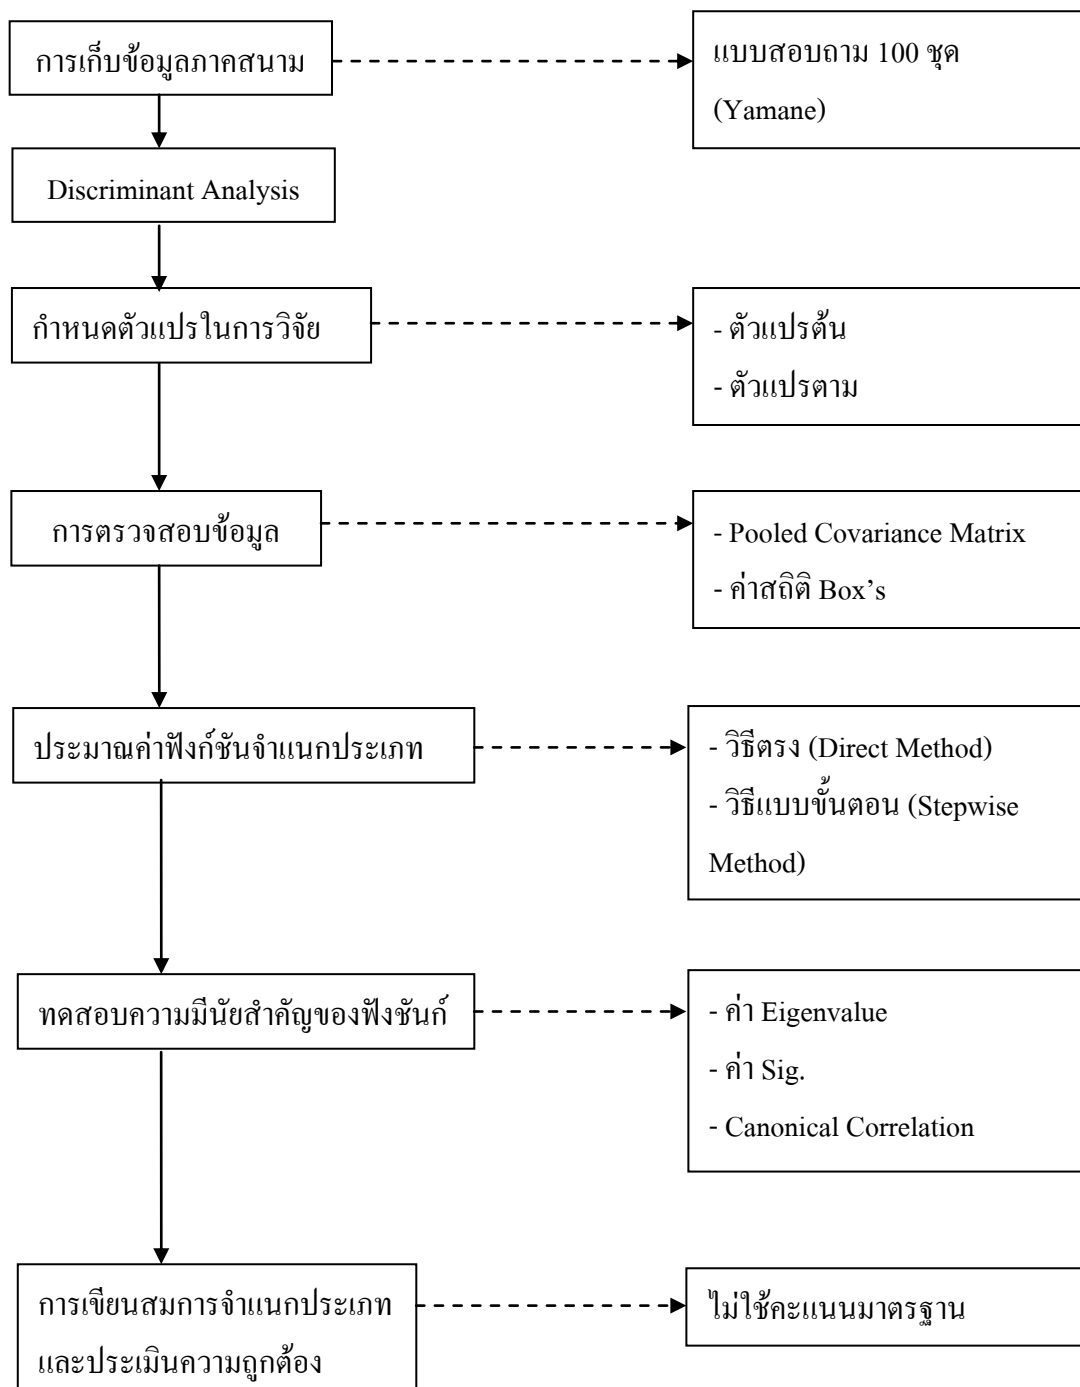 การเก็บข้อมูลภาคสนาม
แบบสอบถาม 100 ชุด
(Yamane)
Discriminant Analysis
กำหนดตัวแปรในการวิจัย
- ตัวแปรต้น
- ตัวแปรตาม
การตรวจสอบข้อมูล
- Pooled Covariance Matrix
- ค่าสถิติ Box’s
ประมาณค่าฟังก์ชันจำแนกประเภท
- วิธีตรง (Direct Method)
- วิธีแบบขั้นตอน (Stepwise
Method)
ทดสอบความมีนัยสำคัญของฟังชันก์
- ค่า Eigenvalue
- ค่า Sig.
- Canonical Correlation
การเขียนสมการจำแนกประเภท
และประเมินความถูกต้อง
ไม่ใช้คะแนนมาตรฐาน